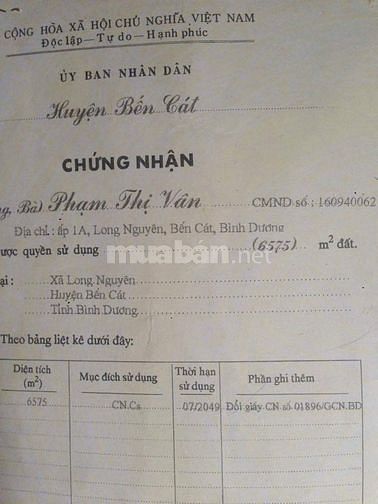 CỘNG HÒA XÃ HỘI CHỦ NGHĨA VIỆT NAM
Độc lập—Tự do—Hạnh phúc
ỦY BAN NHÂN DÂN
Huyện Bến Cát
CHỨNG NHẬN
ng, Bà) Phạm Thị Vân CMND số : 160940062
Địa chỉ: ấp 1A, Long Nguyên, Bến Cát, Bình Dương
ược quyền sử dụng (6575) m² đất.
muaban.net
ại : Xã Long Nguyên
Huyện Bến Cát
Tỉnh Bình Dương
Theo bảng liệt kê dưới đây:
Diện tích (m²) Mục đích sử dụng Thời hạn sử dụng Phần ghi thêm
6575 CN.Cs 07/2049 Đổi giấy CN số 01896/GCN.BD